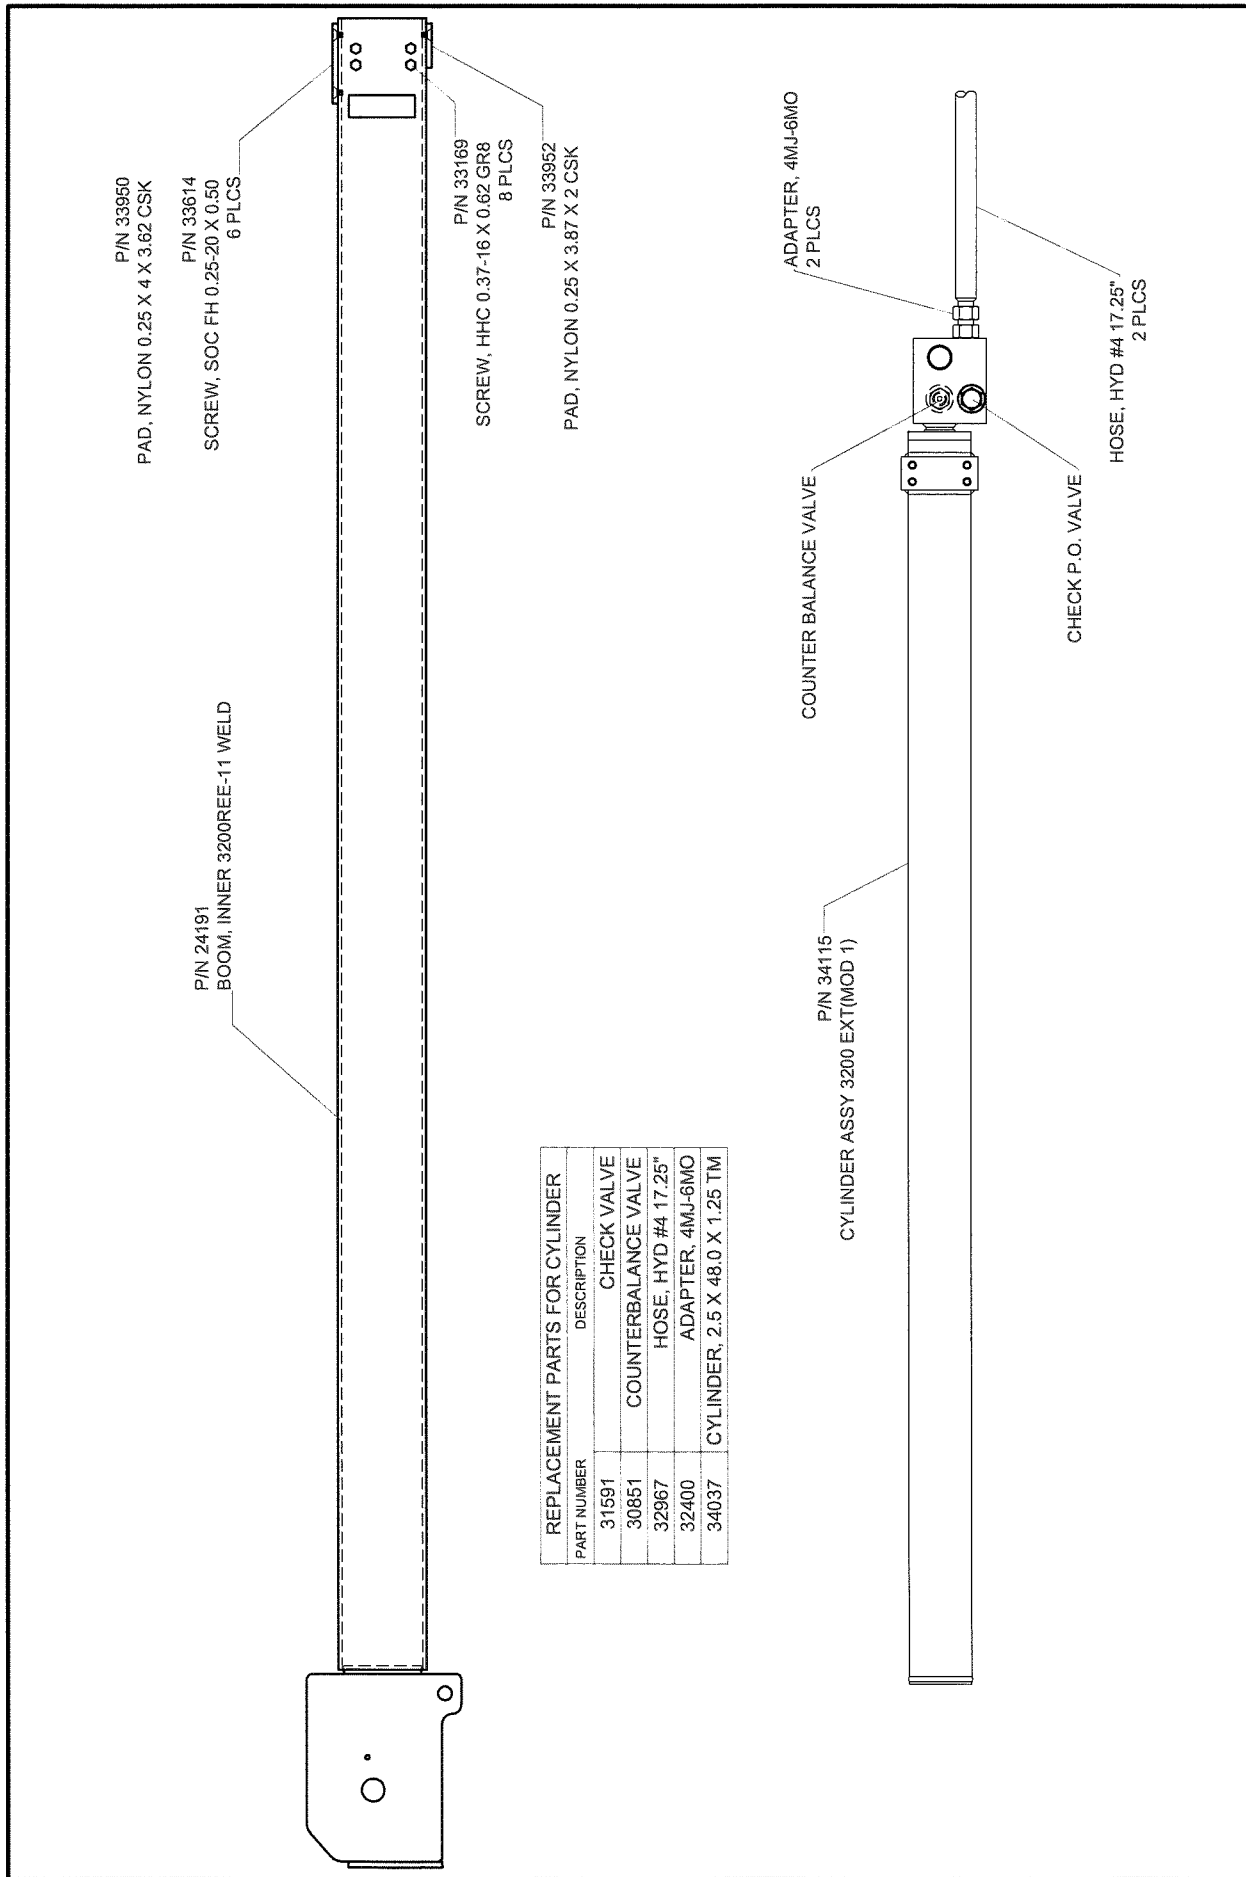 P/N 33950
PAD, NYLON 0.25 X 4 X 3.62 CSK
P/N 33614
SCREW, SOC FH 0.25-20 X 0.50
6 PLCS
P/N 24191
BOOM, INNER 3200REE-11 WELD
P/N 33169
SCREW, HHC 0.37-16 X 0.62 GR8
8 PLCS
P/N 33952
PAD, NYLON 0.25 X 3.87 X 2 CSK
REPLACEMENT PARTS FOR CYLINDER
PART NUMBER DESCRIPTION
31591 CHECK VALVE
30851 COUNTERBALANCE VALVE
32967 HOSE, HYD #4 17.25"
32400 ADAPTER, 4MJ-6MO
34037 CYLINDER, 2.5 X 48.0 X 1.25 TM
ADAPTER, 4MJ-6MO
2 PLCS
COUNTER BALANCE VALVE
P/N 34115
CYLINDER ASSY 3200 EXT(MOD 1)
CHECK P.O. VALVE
HOSE, HYD #4 17.25"
2 PLCS